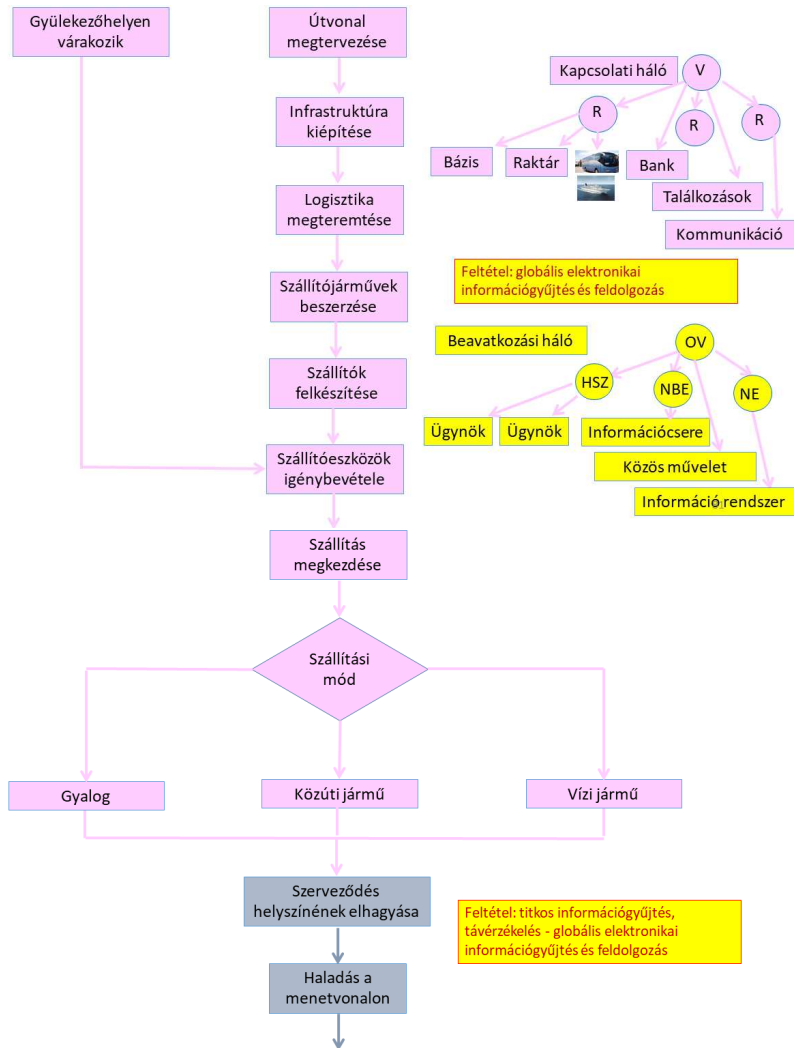 Gyülekezőhelyen
várakozik
Útvonal
megtervezése
Infrastruktúra
kiépítése
Logisztika
megteremtése
Szállítójárművek
beszerzése
Szállítók
felkészítése
Szállítóeszközök
igénybevétele
Szállítás
megkezdése
Szállítási
mód
Gyalog
Közúti jármű
Vízi jármű
Szerveződés
helyszínének elhagyása
Haladás a
menetvonalon
Kapcsolati háló
V
R
R
R
Bázis
Raktár
Bank
Találkozások
Kommunikáció
Feltétel: globális elektronikai
információgyűjtés és feldolgozás
Beavatkozási háló
OV
HSZ
NBE
NE
Ügynök
Ügynök
Információcsere
Közös művelet
Információ rendszer
Feltétel: titkos információgyűjtés,
távérzékelés - globális elektronikai
információgyűjtés és feldolgozás